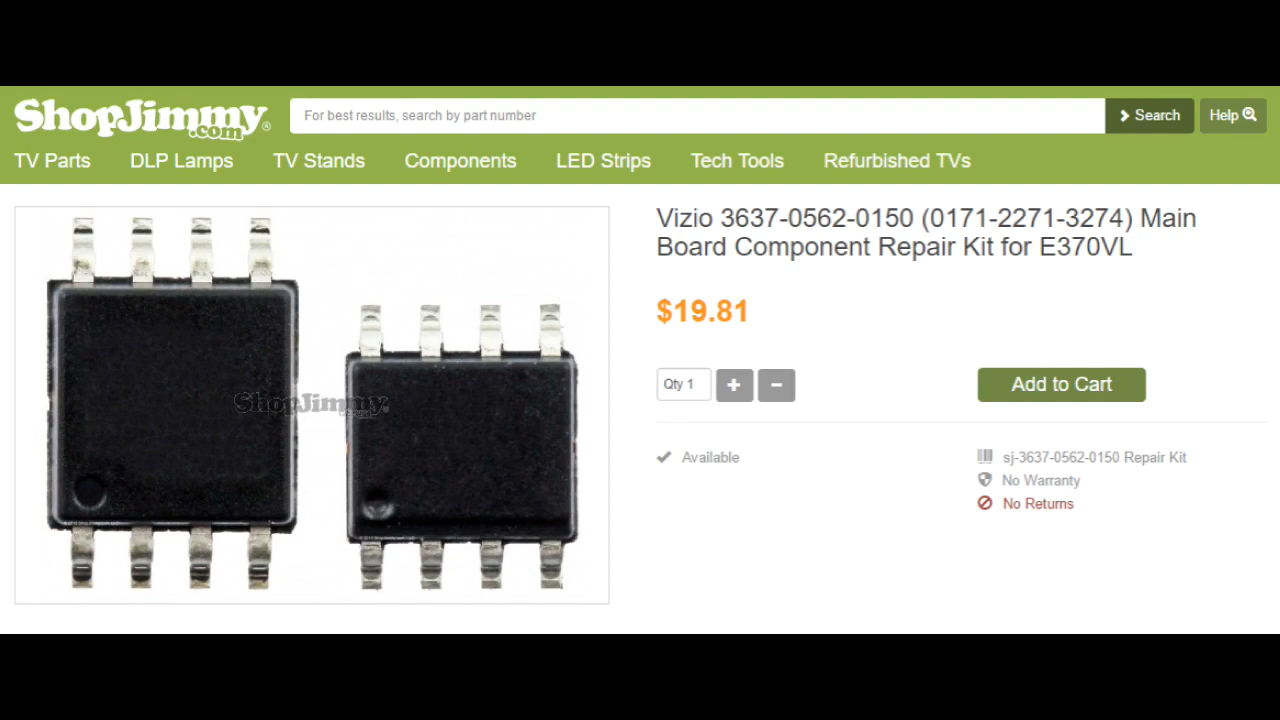 ShopJimmy.com®
For best results, search by part number
Search
Help
TV Parts DLP Lamps TV Stands Components LED Strips Tech Tools Refurbished TVs
Vizio 3637-0562-0150 (0171-2271-3274) Main
Board Component Repair Kit for E370VL
$19.81
Qty 1
+
-
Add to Cart
ShopJimmy.com
Available
sj-3637-0562-0150 Repair Kit
No Warranty
No Returns